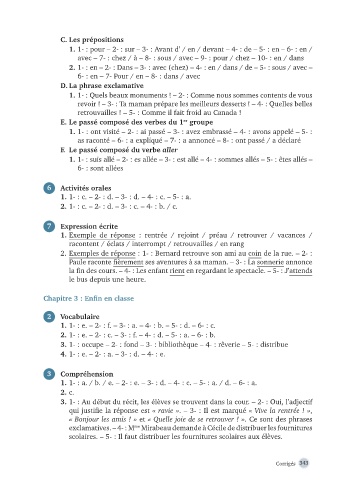 C. Les prépositions
1. 1- : pour – 2- : sur – 3- : Avant d' / en / devant – 4- : de – 5- : en – 6- : en /
avec – 7- : chez / à – 8- : sous / avec – 9- : pour / chez – 10- : en / dans
2. 1- : en – 2- : Dans – 3- : avec (chez) – 4- : en / dans / de – 5- : sous / avec –
6- : en – 7- Pour / en – 8- : dans / avec
D. La phrase exclamative
1. 1- : Quels beaux monuments ! – 2- : Comme nous sommes contents de vous
revoir ! – 3- : Ta maman prépare les meilleurs desserts ! – 4- : Quelles belles
retrouvailles ! – 5- : Comme il fait froid au Canada !
E. Le passé composé des verbes du 1er groupe
1. 1- : ont visité – 2- : ai passé – 3- : avez embrassé – 4- : avons appelé – 5- :
as raconté – 6- : a expliqué – 7- : a annoncé – 8- : ont passé / a déclaré
F. Le passé composé du verbe aller
1. 1- : suis allé – 2- : es allée – 3- : est allé – 4- : sommes allés – 5- : êtes allés –
6- : sont allées
6 Activités orales
1. 1- : c. – 2- : d. – 3- : d. – 4- : c. – 5- : a.
2. 1- : c. – 2- : d. – 3- : c. – 4- : b. / c.
7 Expression écrite
1. Exemple de réponse : rentrée / rejoint / préau / retrouver / vacances /
racontent / éclats / interrompt / retrouvailles / en rang
2. Exemples de réponse : 1- : Bernard retrouve son ami au coin de la rue. – 2- :
Paule raconte fièrement ses aventures à sa maman. – 3- : La sonnerie annonce
la fin des cours. – 4- : Les enfant rient en regardant le spectacle. – 5- : J'attends
le bus depuis une heure.
Chapitre 3 : Enfin en classe
2 Vocabulaire
1. 1- : e. – 2- : f. – 3- : a. – 4- : b. – 5- : d. – 6- : c.
2. 1- : e. – 2- : c. – 3- : f. – 4- : d. – 5- : a. – 6- : b.
3. 1- : occupe – 2- : fond – 3- : bibliothèque – 4- : rêverie – 5- : distribue
4. 1- : e. – 2- : a. – 3- : d. – 4- : e.
3 Compréhension
1. 1- : a. / b. / e. – 2- : e. – 3- : d. – 4- : c. – 5- : a. / d. – 6- : a.
2. c.
3. 1- : Au début du récit, les élèves se trouvent dans la cour. – 2- : Oui, l'adjectif
qui justifie la réponse est « ravie ». – 3- : Il est marqué « Vive la rentrée ! »,
« Bonjour les amis ! » et « Quelle joie de se retrouver ! ». Ce sont des phrases
exclamatives. – 4- : Mme Mirabeau demande à Cécile de distribuer les fournitures
scolaires. – 5- : Il faut distribuer les fournitures scolaires aux élèves.
Corrigés 343